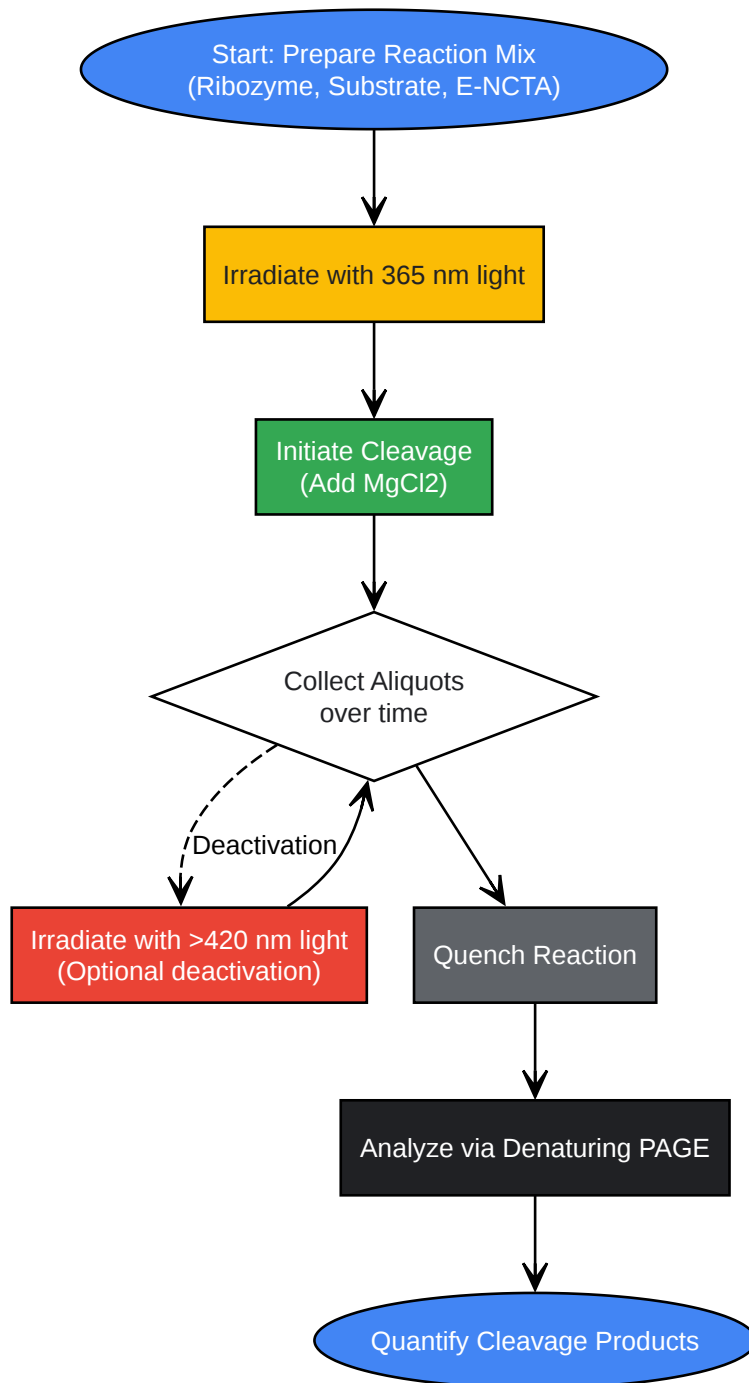 Start: Prepare Reaction Mix
(Ribozyme, Substrate, E-NCTA)
Irradiate with 365 nm light
Initiate Cleavage
(Add MgCl2)
Collect Aliquots
over time
Deactivation
Irradiate with >420 nm light
(Optional deactivation)
Quench Reaction
Analyze via Denaturing PAGE
Quantify Cleavage Products